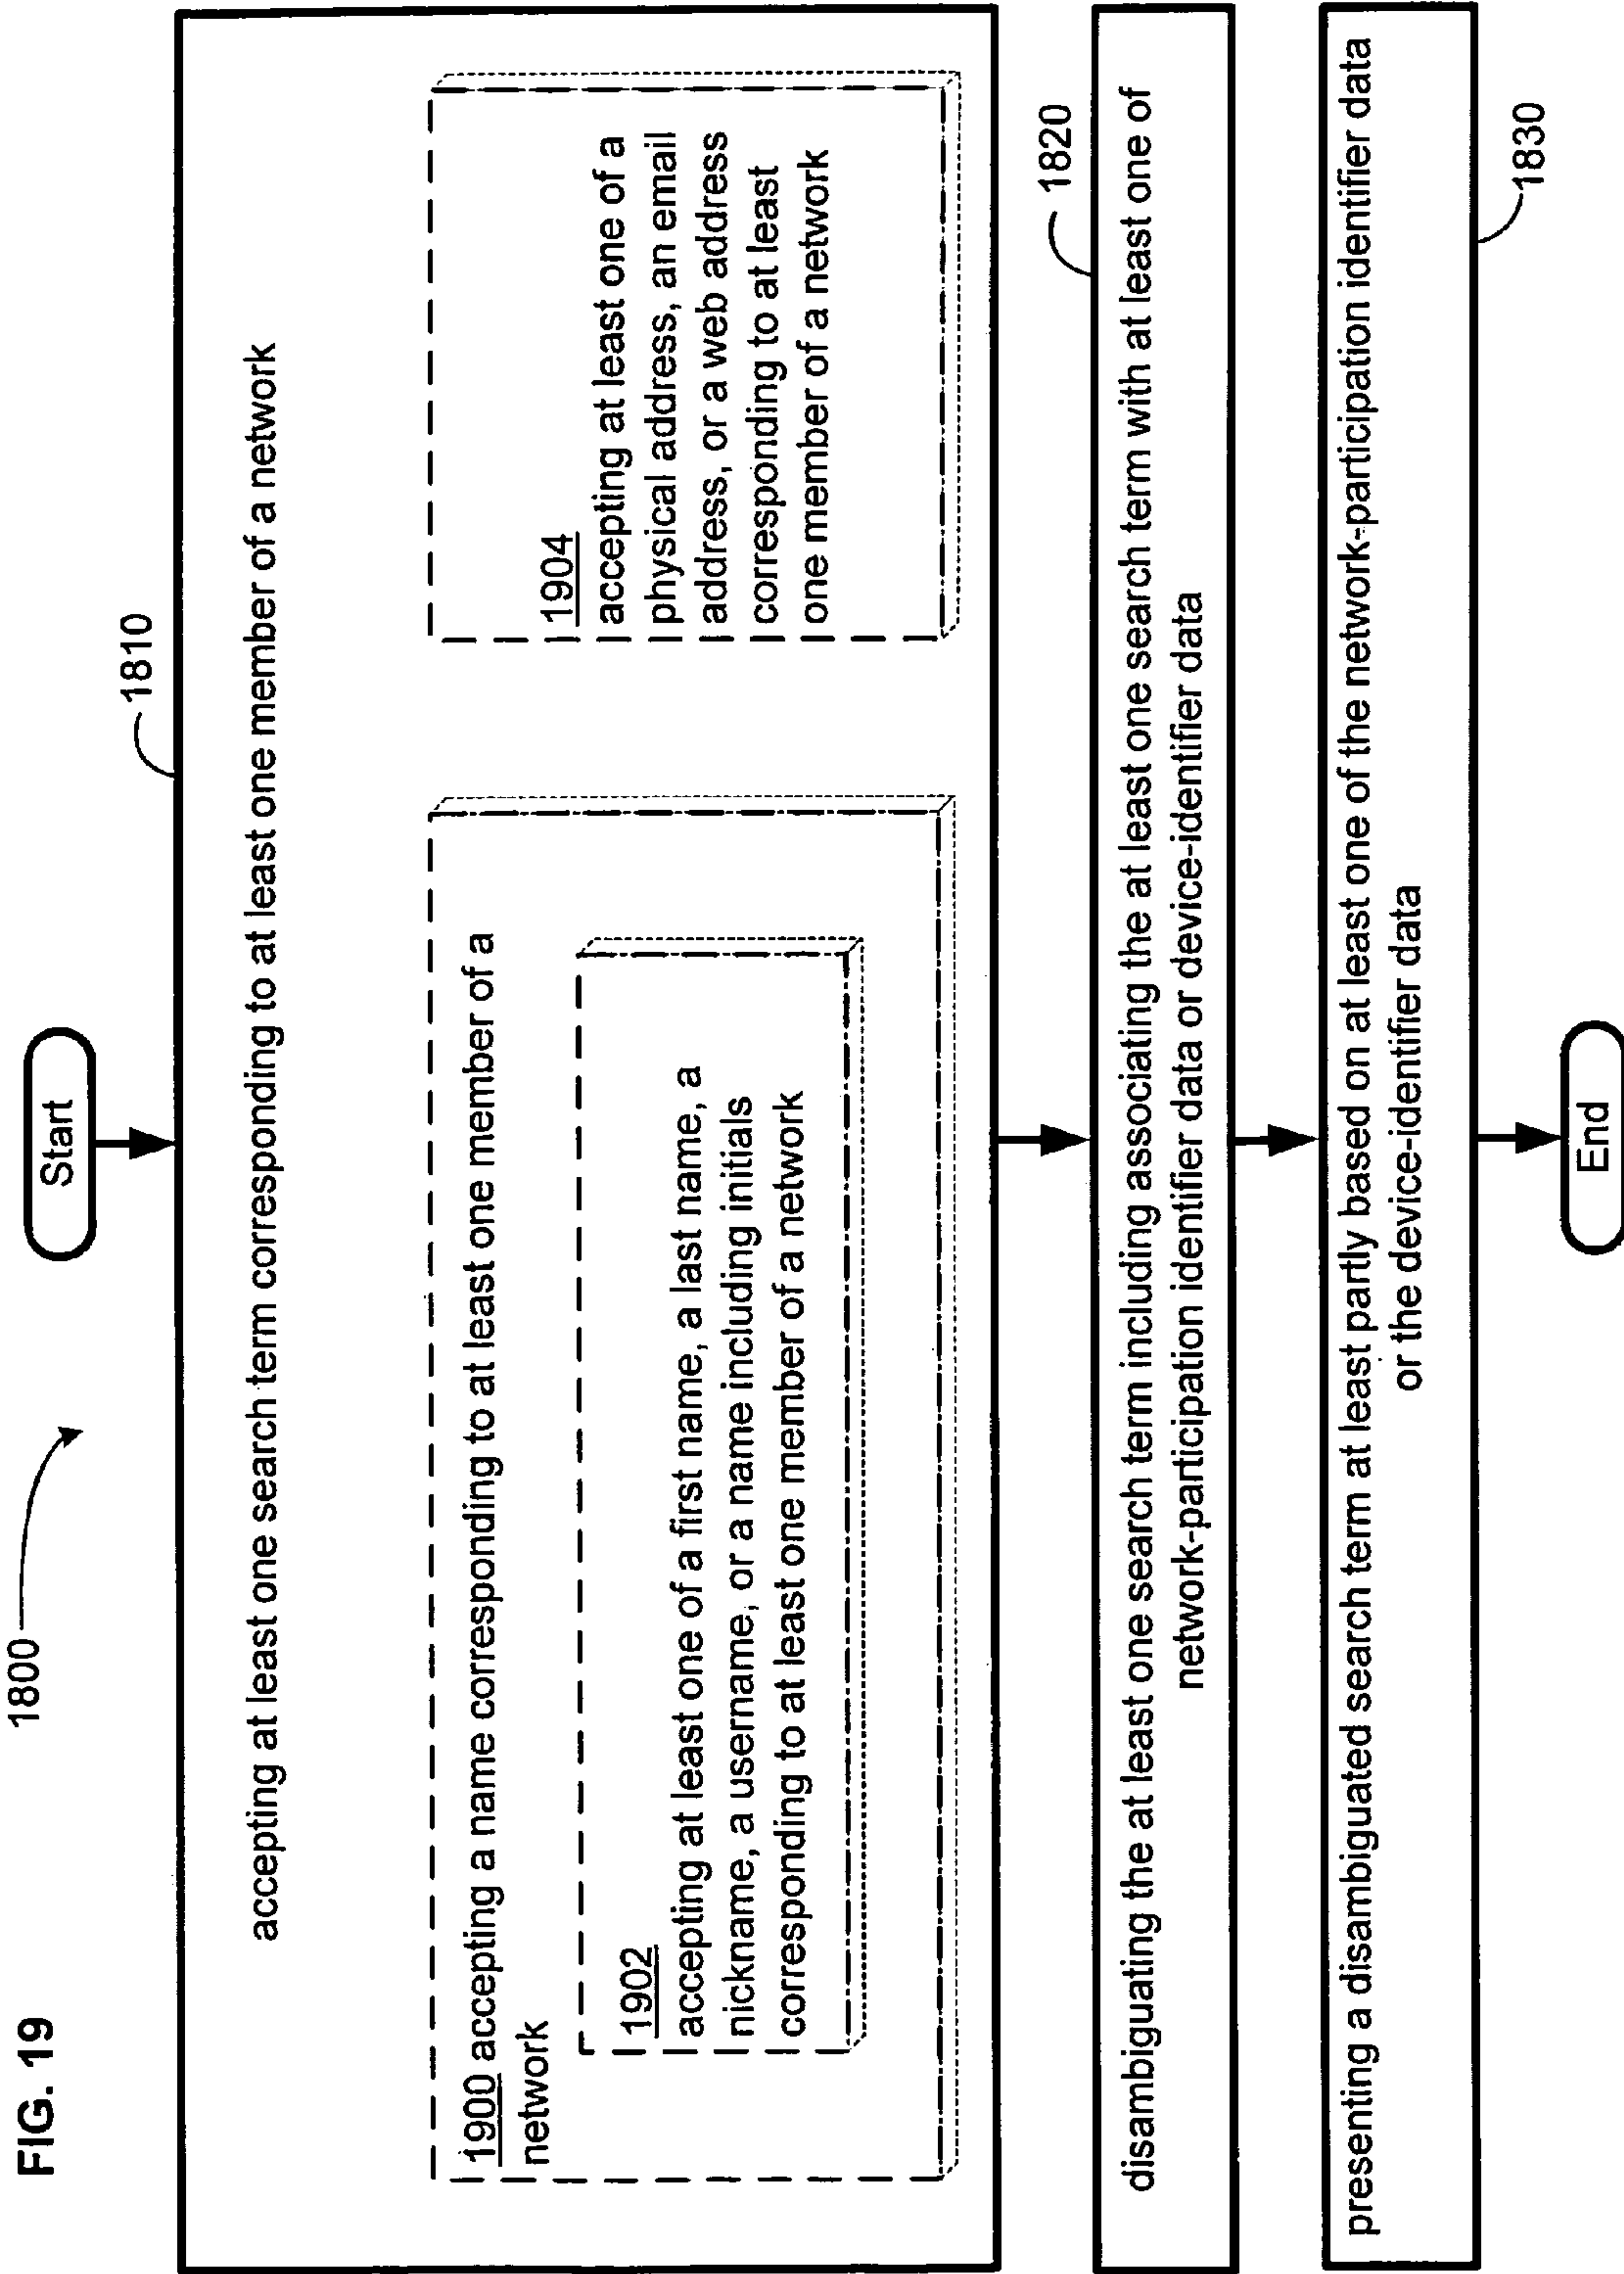 FIG. 19
1800
Start
1810
accepting at least one search term corresponding to at least one member of a network
1900 accepting a name corresponding to at least one member of a
network
1902
accepting at least one of a first name, a last name, a
nickname, a username, or a name including initials
corresponding to at least one member of a network
1904
accepting at least one of a
physical address, an email
address, or a web address
corresponding to at least
one member of a network
1820
disambiguating the at least one search term including associating the at least one search term with at least one of
network-participation identifier data or device-identifier data
presenting a disambiguated search term at least partly based on at least one of the network-participation identifier data
or the device-identifier data
1830
End